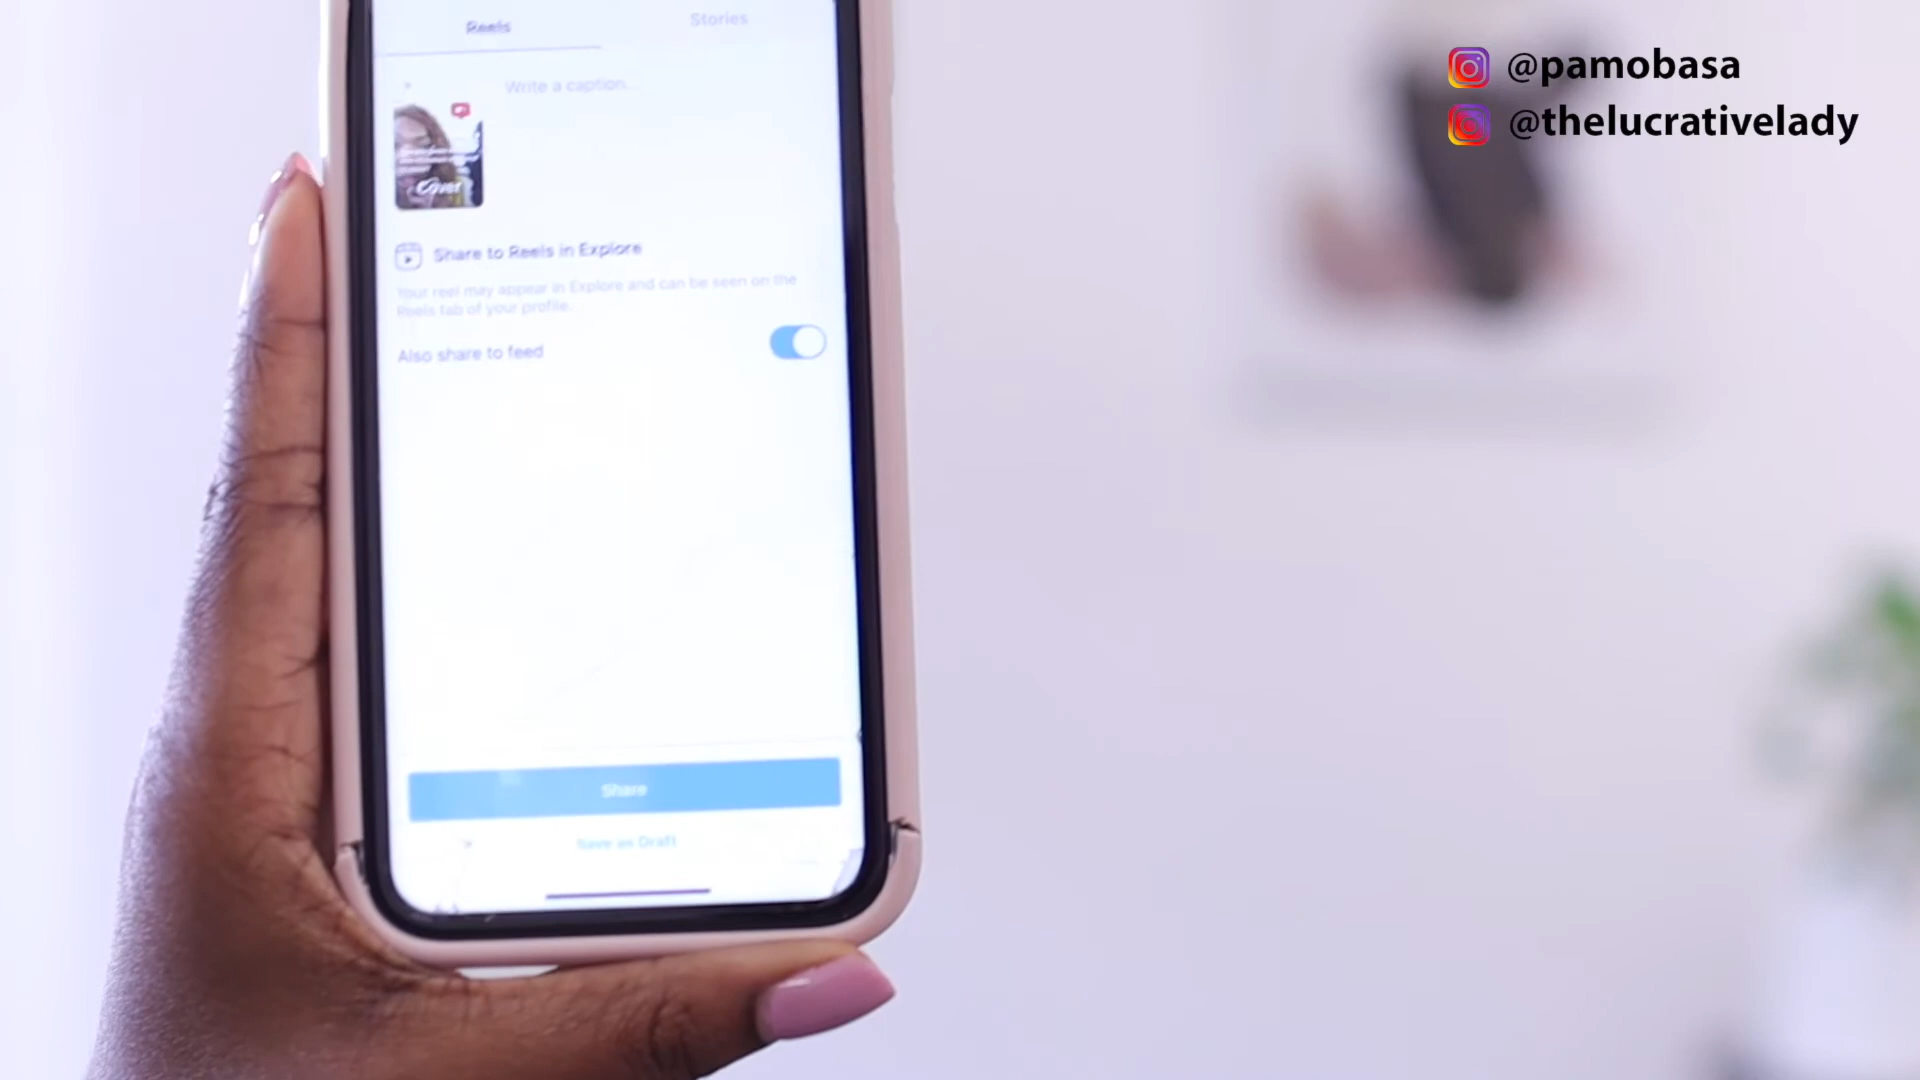 Reels
Stories
@pamobasa
@thelucrativelady
Write a caption...
Cover
Share to Reels in Explore
Your reel may appear in Explore and can be seen on the
Reels tab of your profile.
Also share to feed
Share
Save as Draft